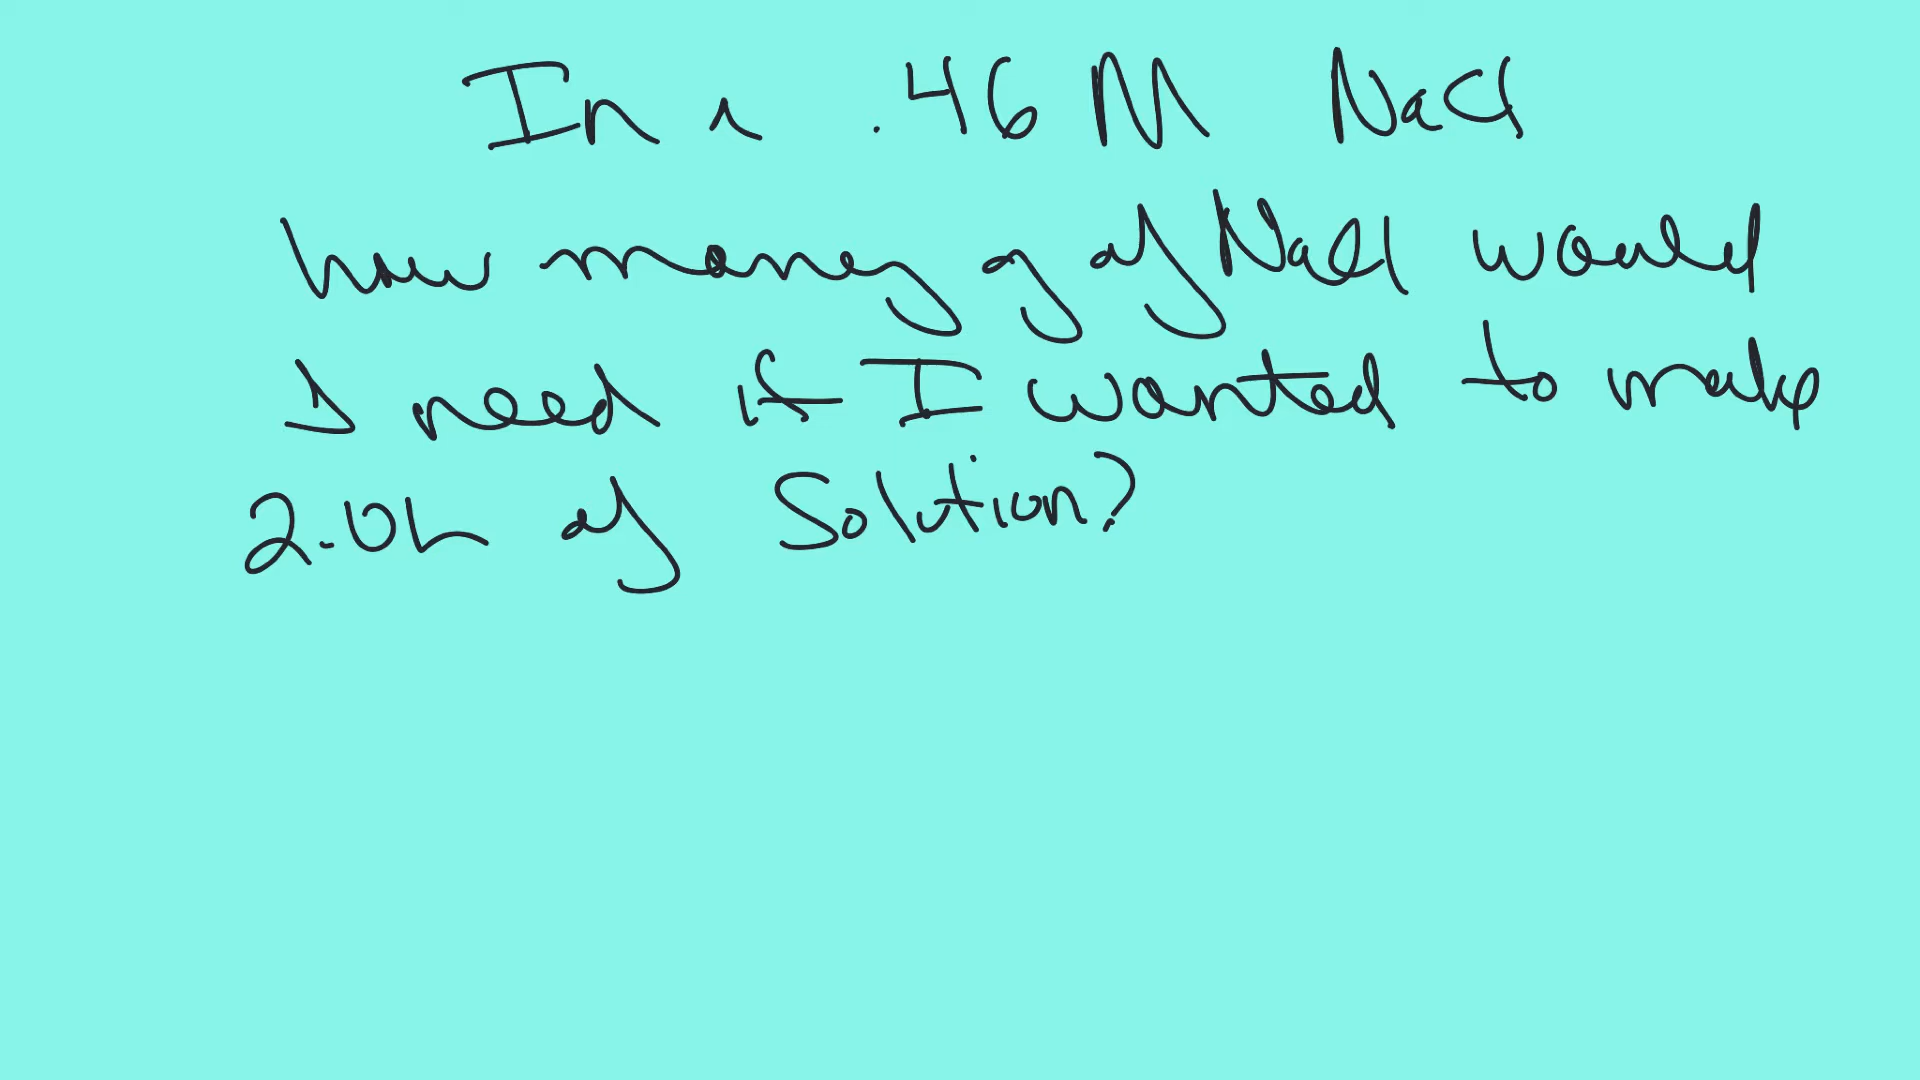 In a .46 M NaCl
how many g of NaCl would
I need if I wanted to make
2.0L of Solution?